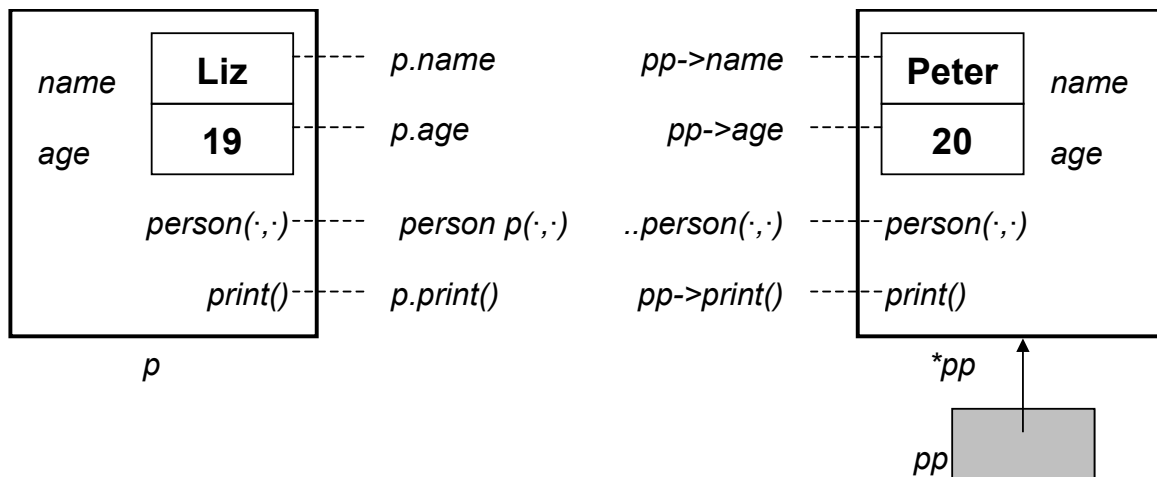 Liz p.name pp->name Peter
name name
19 p.age pp->age 20
age age
person(·,·) person p(·,·) ..person(·,·) person(·,·)
print() p.print() pp->print() print()
p *pp
pp